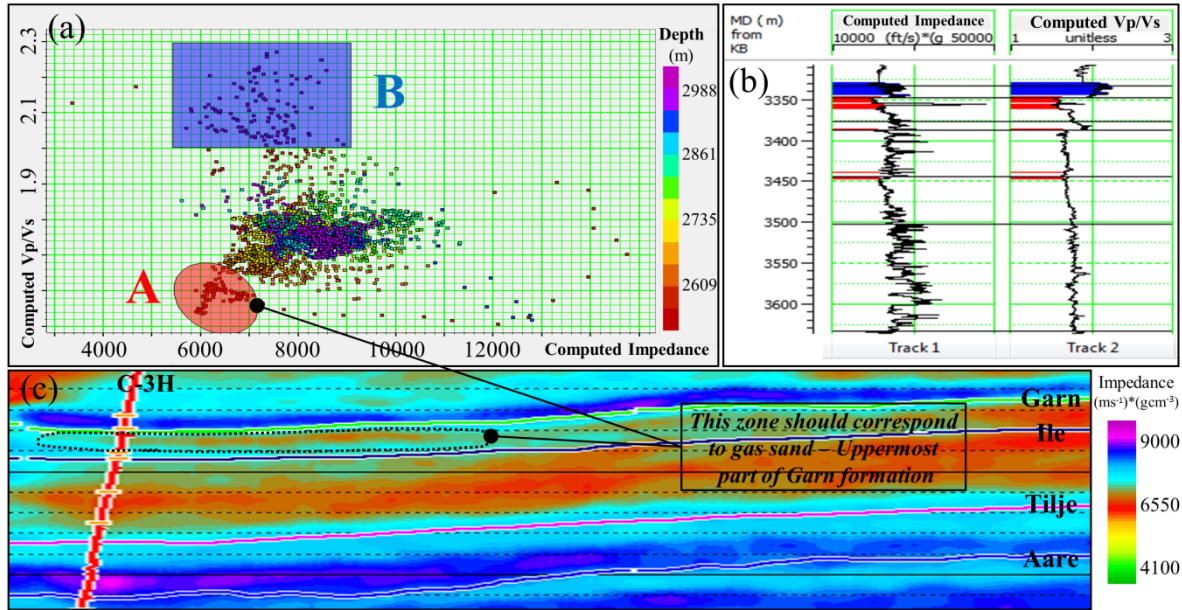 (a)
2.3
2.1
1.9
Computed Vp/Vs
A
B
Depth
(m)
2988
2861
2735
2609
4000 6000 8000 10000 12000 Computed Impedance
MD ( m)
from
KB
Computed Impedance
10000 (ft/s)*(g 50000
Computed Vp/Vs
1 unitless 3
(b)
3350
3400
3450
3500
3550
3600
Track 1
Track 2
(c)
C-3H
Garn
Ile
Tilje
Aare
This zone should correspond
to gas sand – Uppermost
part of Garn formation
Impedance
(ms⁻¹)*(gcm⁻³)
9000
6550
4100